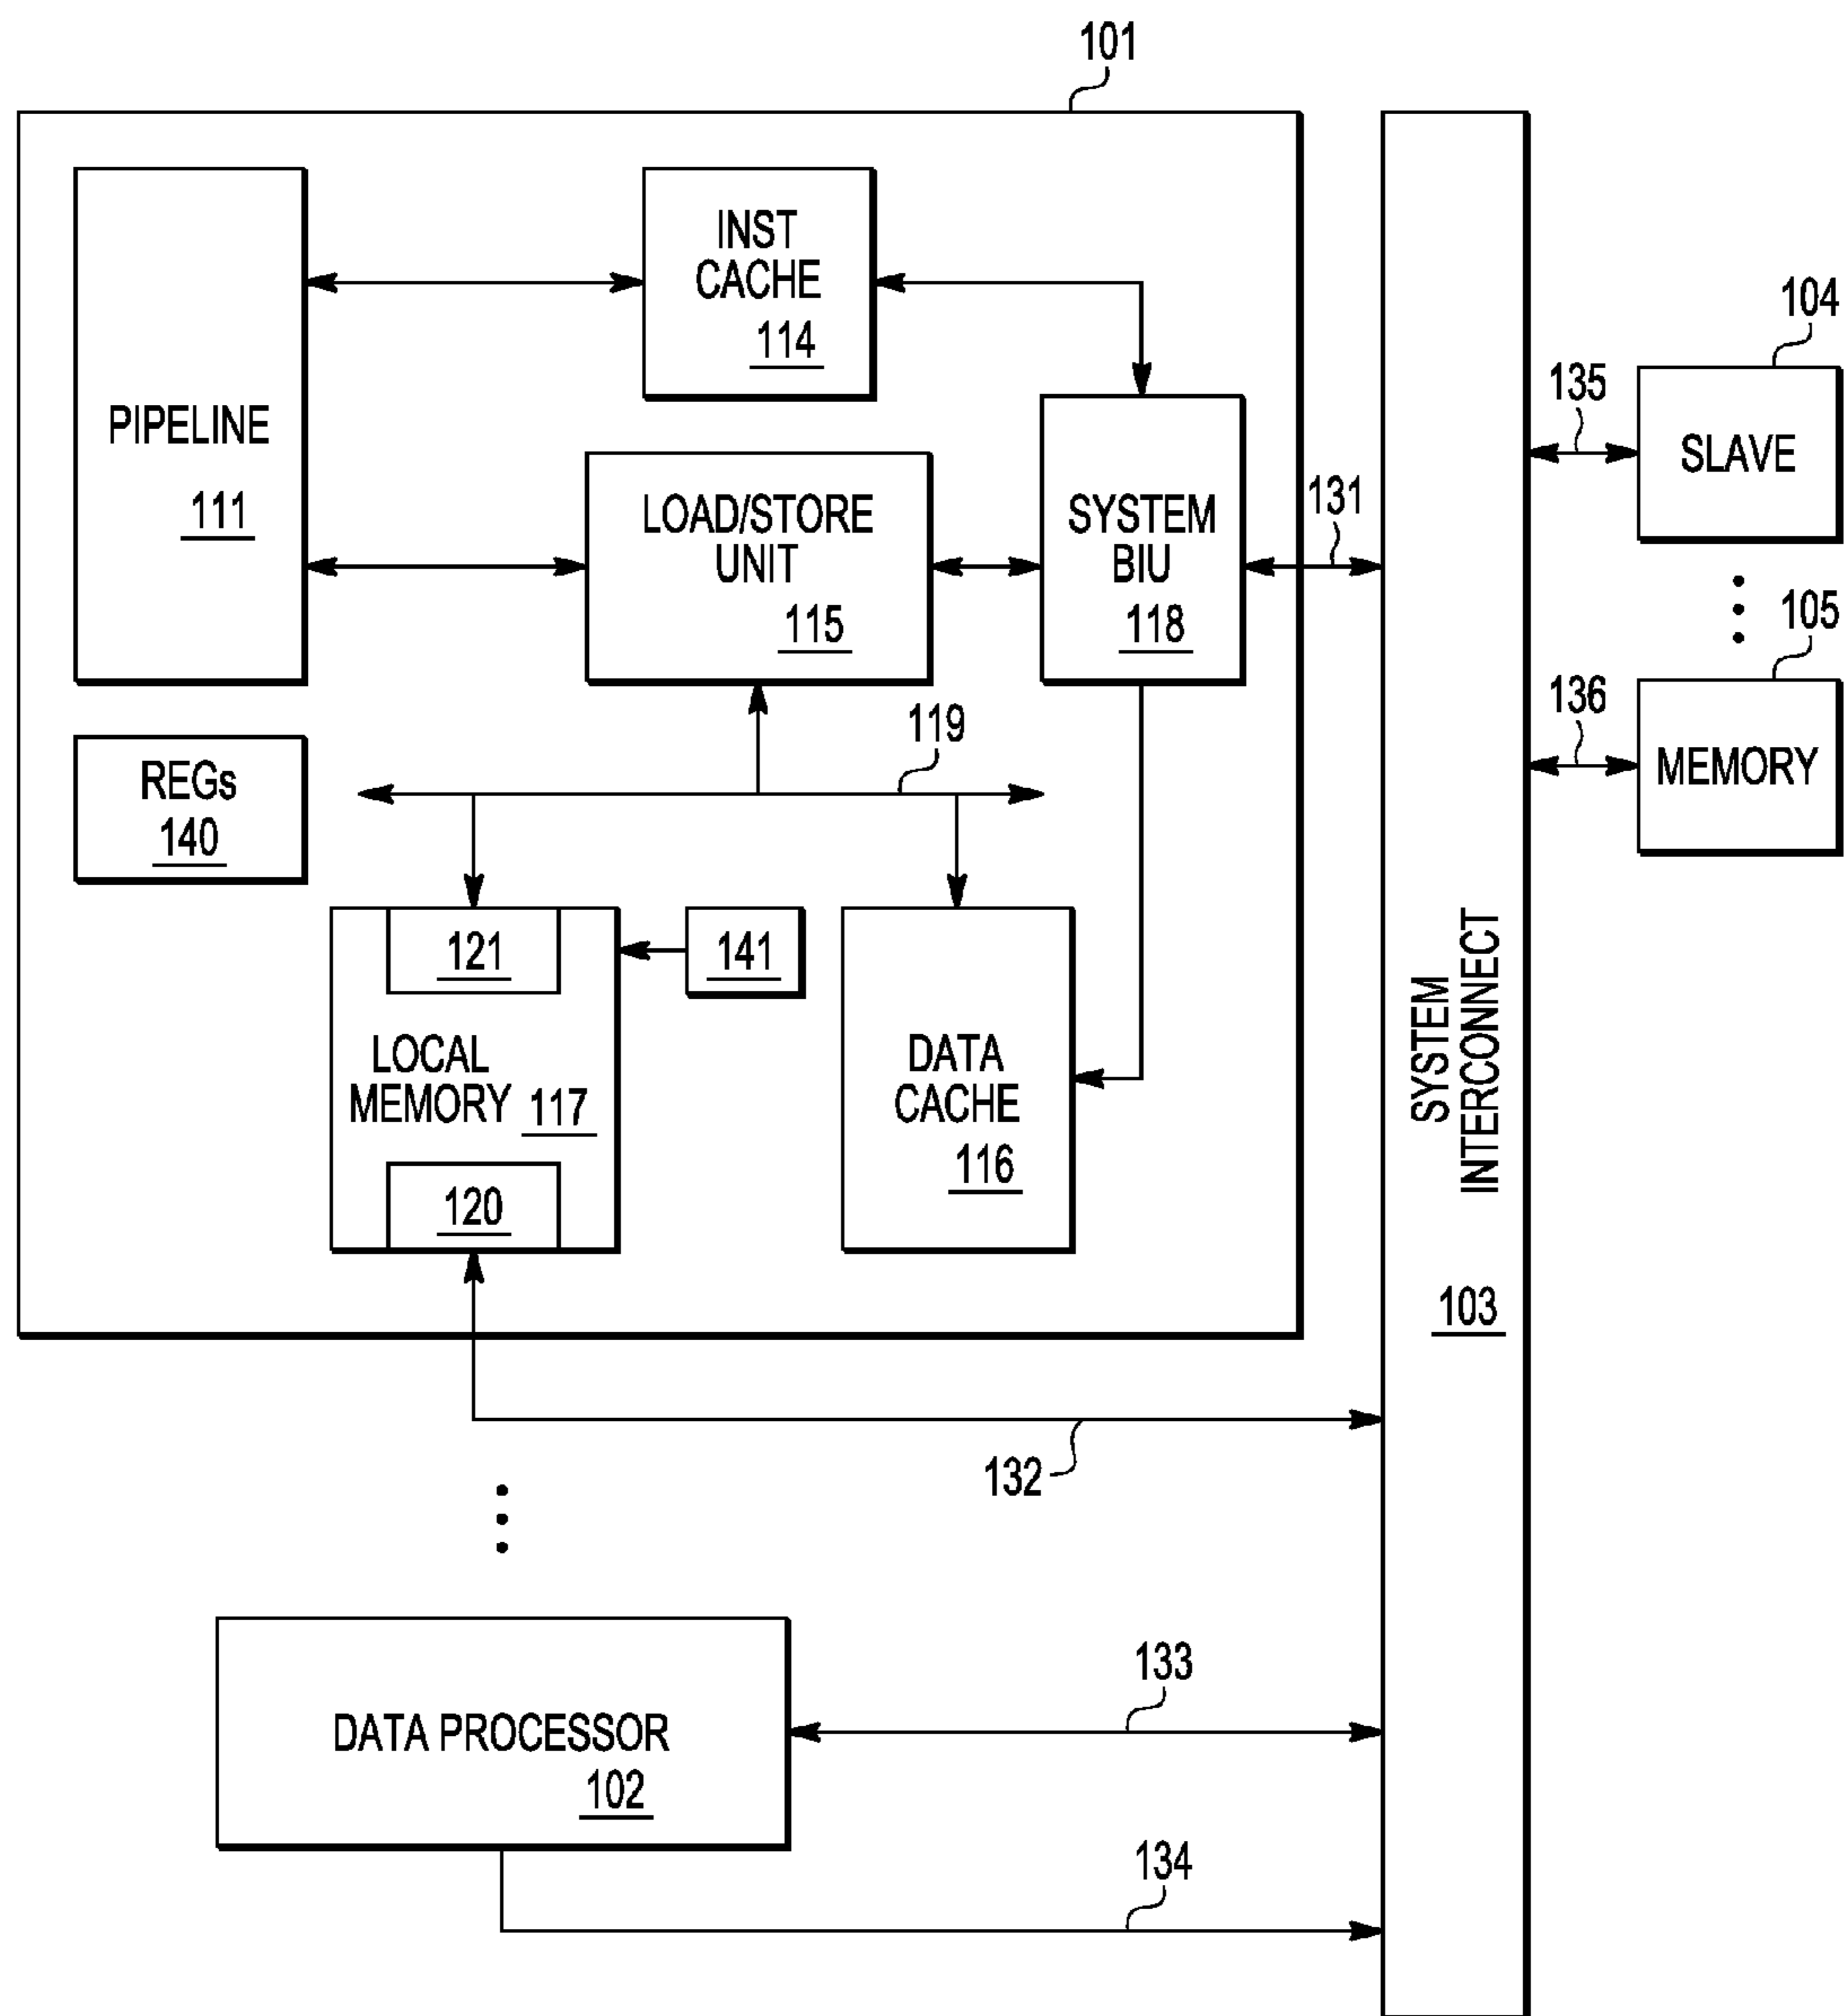 101
INST
CACHE
114
PIPELINE
111
LOAD/STORE
UNIT
115
SYSTEM
BIU
118
131
104
135
SLAVE
105
136
MEMORY
119
REGs
140
121
141
LOCAL
MEMORY 117
120
DATA
CACHE
116
SYSTEM
INTERCONNECT
103
132
DATA PROCESSOR
102
133
134